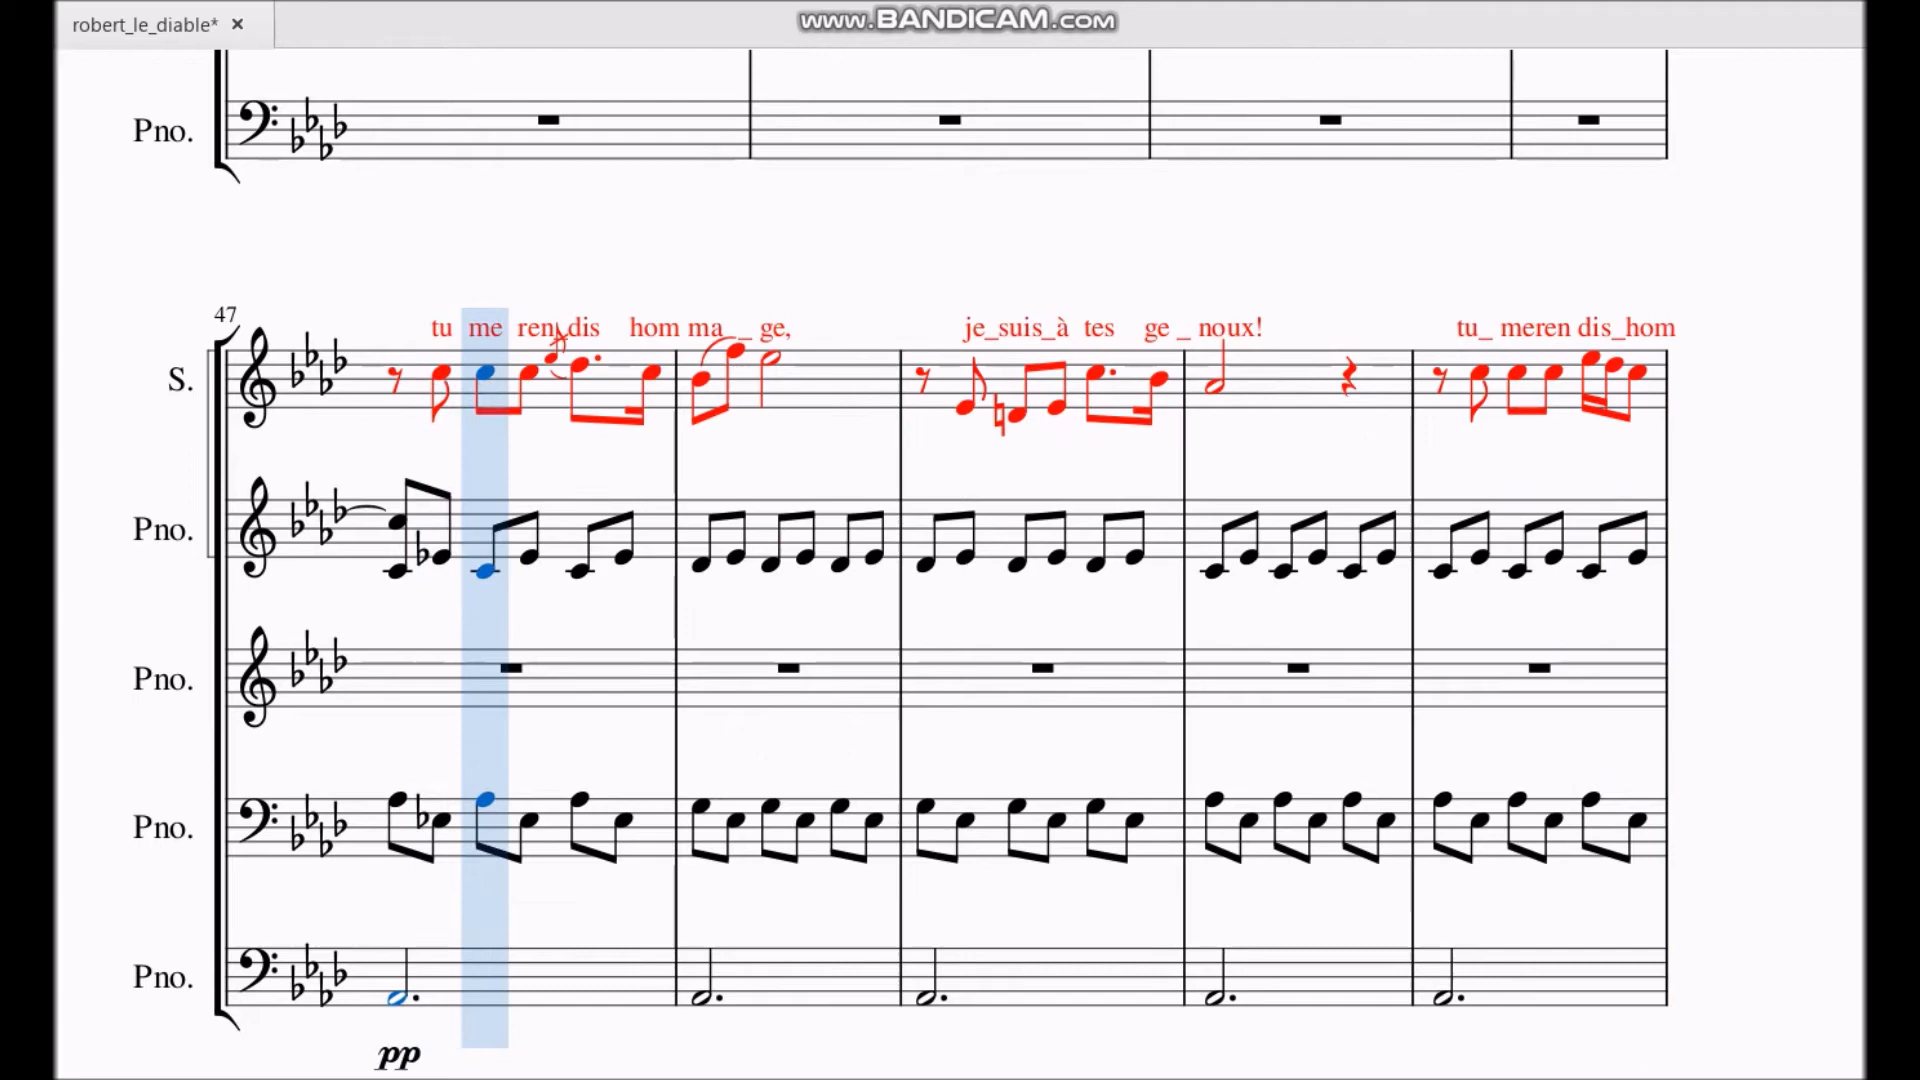 robert_le_diable*
www.BANDICAM.com
Pno.
47
tu me ren dis hom ma_ _ ge, je_suis_à tes ge _ noux! tu_ meren dis_hom
S.
Pno.
Pno.
Pno.
Pno.
pp